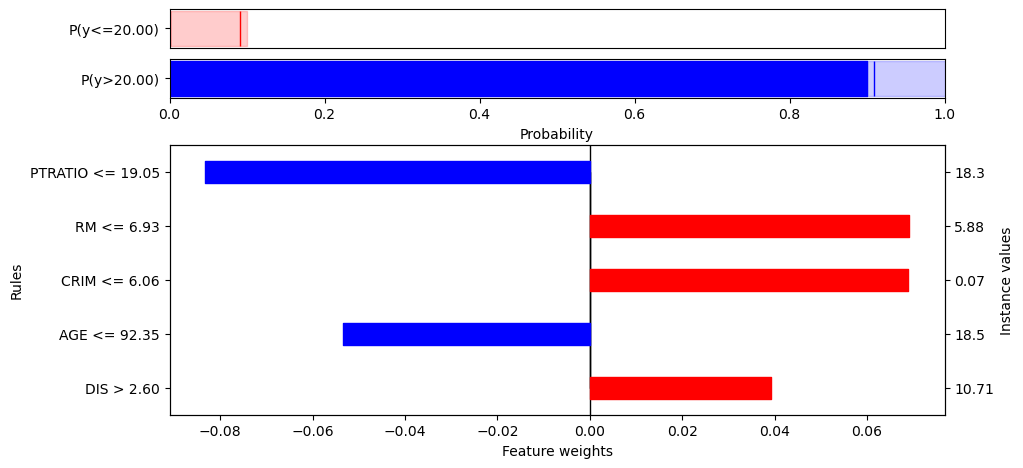 P(y<=20.00)
P(y>20.00)
0.0 0.2 0.4 0.6 0.8 1.0
Probability
PTRATIO <= 19.05 18.3
RM <= 6.93 5.88
CRIM <= 6.06 0.07
AGE <= 92.35 18.5
DIS > 2.60 10.71
Rules
Instance values
−0.08 −0.06 −0.04 −0.02 0.00 0.02 0.04 0.06
Feature weights